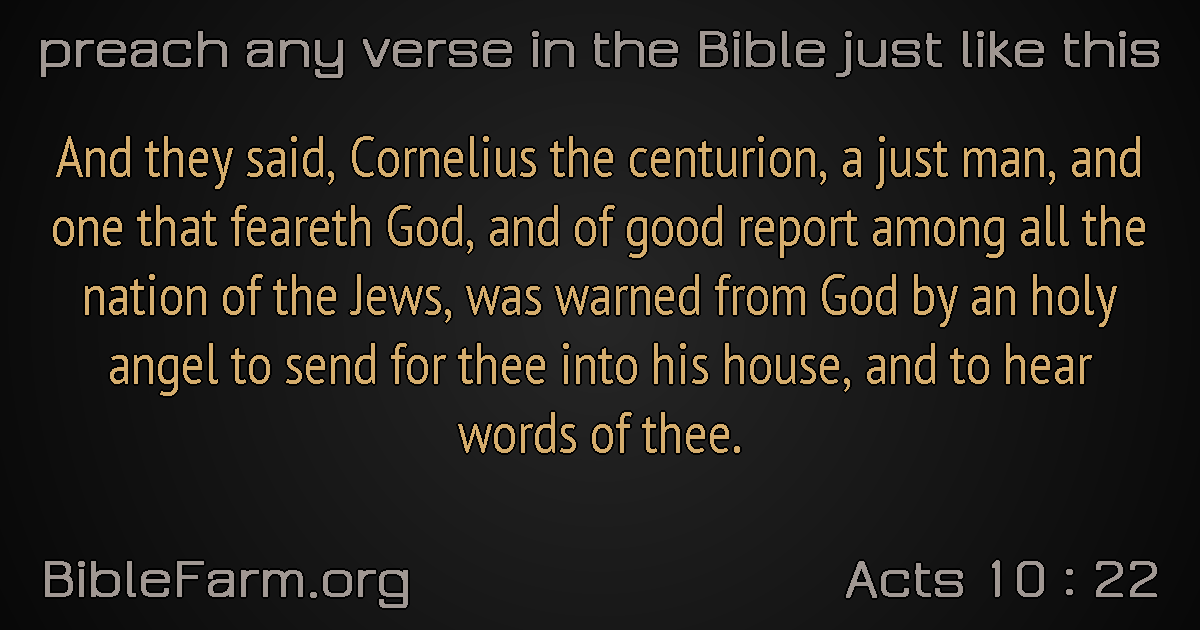 preach any verse in the Bible just like this
And they said, Cornelius the centurion, a just man, and
one that feareth God, and of good report among all the
nation of the Jews, was warned from God by an holy
angel to send for thee into his house, and to hear
words of thee.
BibleFarm.org
Acts 10 : 22